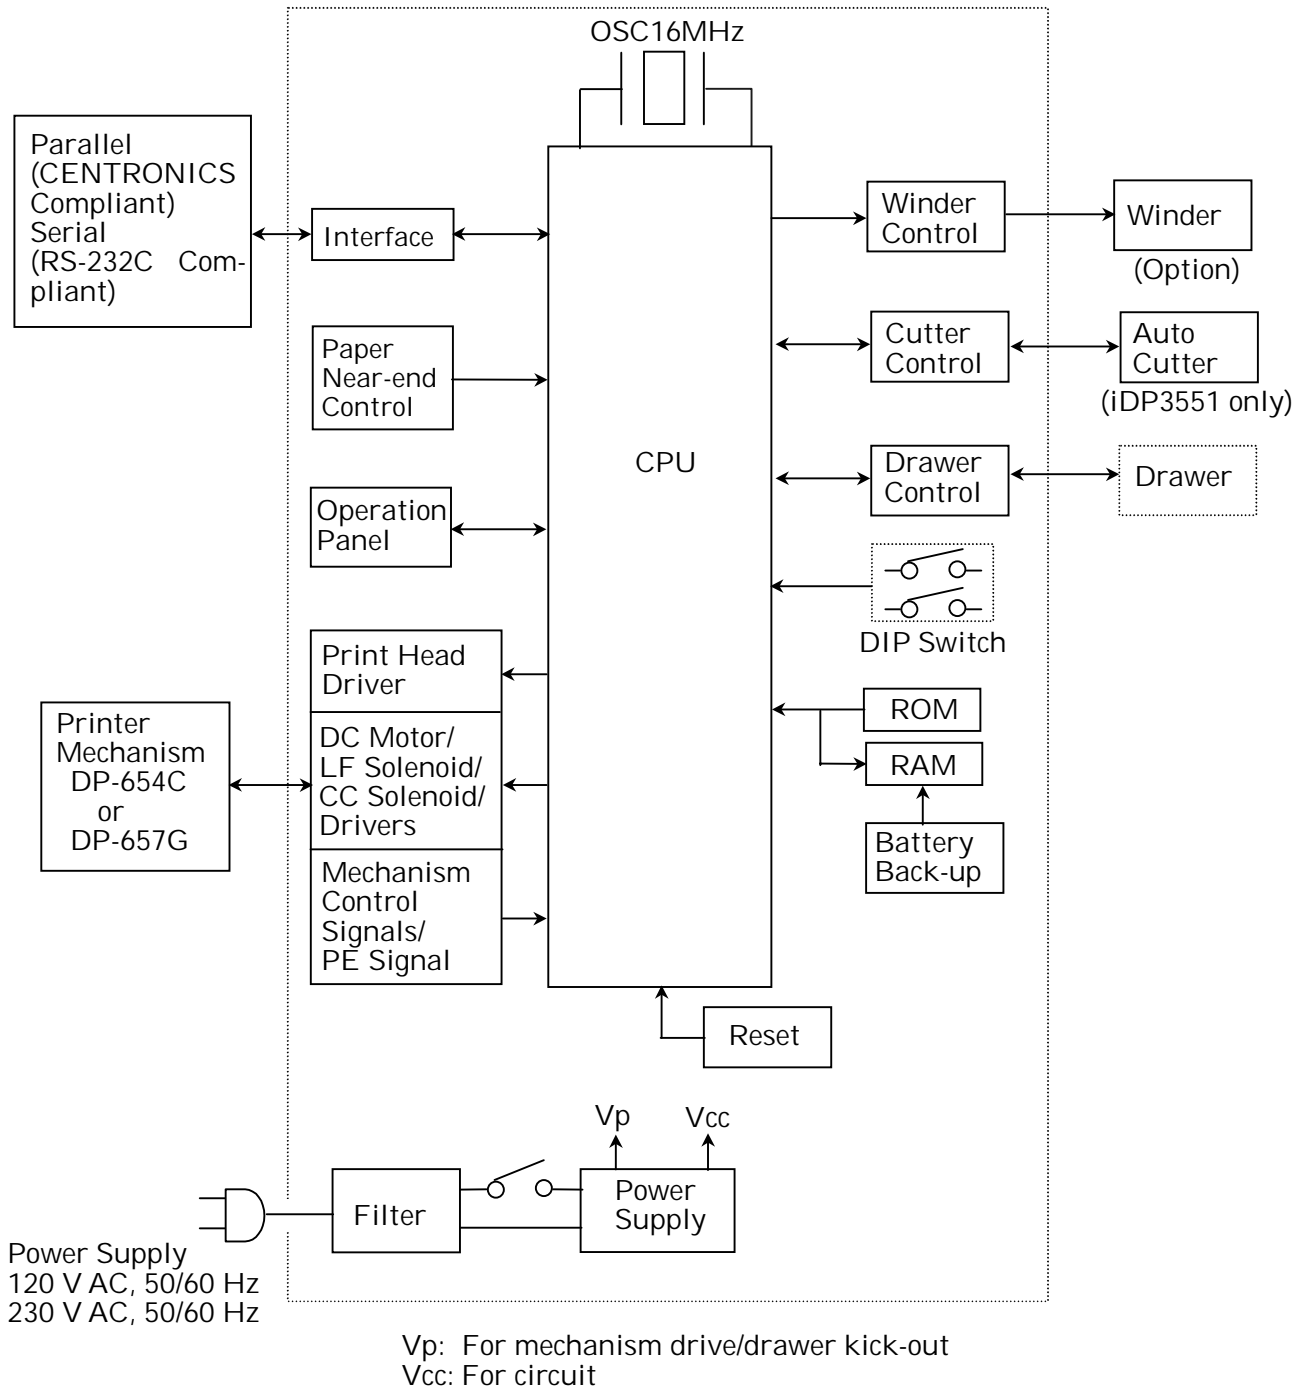 OSC16MHz
Parallel
(CENTRONICS
Compliant)
Serial
(RS-232C Com-
pliant)
Interface
Winder
Control
Winder
(Option)
Paper
Near-end
Control
Cutter
Control
Auto
Cutter
(iDP3551 only)
CPU
Drawer
Control
Drawer
Operation
Panel
DIP Switch
Print Head
Driver
DC Motor/
LF Solenoid/
CC Solenoid/
Drivers
Mechanism
Control
Signals/
PE Signal
Printer
Mechanism
DP-654C
or
DP-657G
ROM
RAM
Battery
Back-up
Reset
Vp
Vcc
Filter
Power
Supply
Power Supply
120 V AC, 50/60 Hz
230 V AC, 50/60 Hz
Vp: For mechanism drive/drawer kick-out
Vcc: For circuit